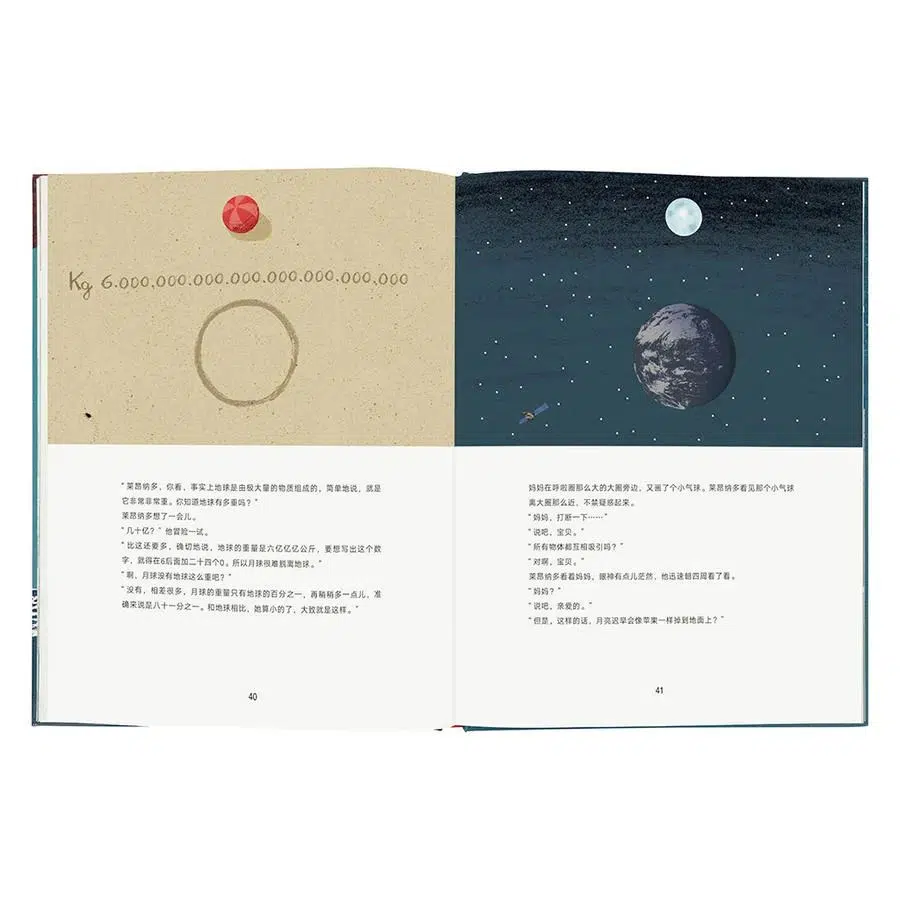 Kg 6.000.000.000.000.000.000.000.000
“莱昂纳多，你看，事实上地球是由极大量的物质组成的，简单地说，就是
它非常非常重。你知道地球有多重吗？”
莱昂纳多想了一会儿。
“几十亿？”他冒险一试。
“比这还要多，确切地说，地球的重量是六亿亿亿公斤，要想写出这个数
字，就得在6后面加二十四个0。所以月球很难脱离地球。”
“啊，月球没有地球这么重吧？”
“没有，相差很多，月球的重量只有地球的百分之一，再稍稍多一点儿，准
确来说是八十一分之一。和地球相比，她算小的了，大致就是这样。”
40
妈妈在呼啦圈那么大的大圈旁边，又画了个小气球。莱昂纳多看见那个小气球
离大圈那么近，不禁疑惑起来。
“妈妈，打断一下……”
“说吧，宝贝。”
“所有物体都互相吸引吗？”
“对啊，宝贝。”
莱昂纳多看着妈妈，眼神有点儿茫然，他迅速朝四周看了看。
“妈妈？”
“说吧，亲爱的。”
“但是，这样的话，月亮迟早会像苹果一样掉到地面上？”
41